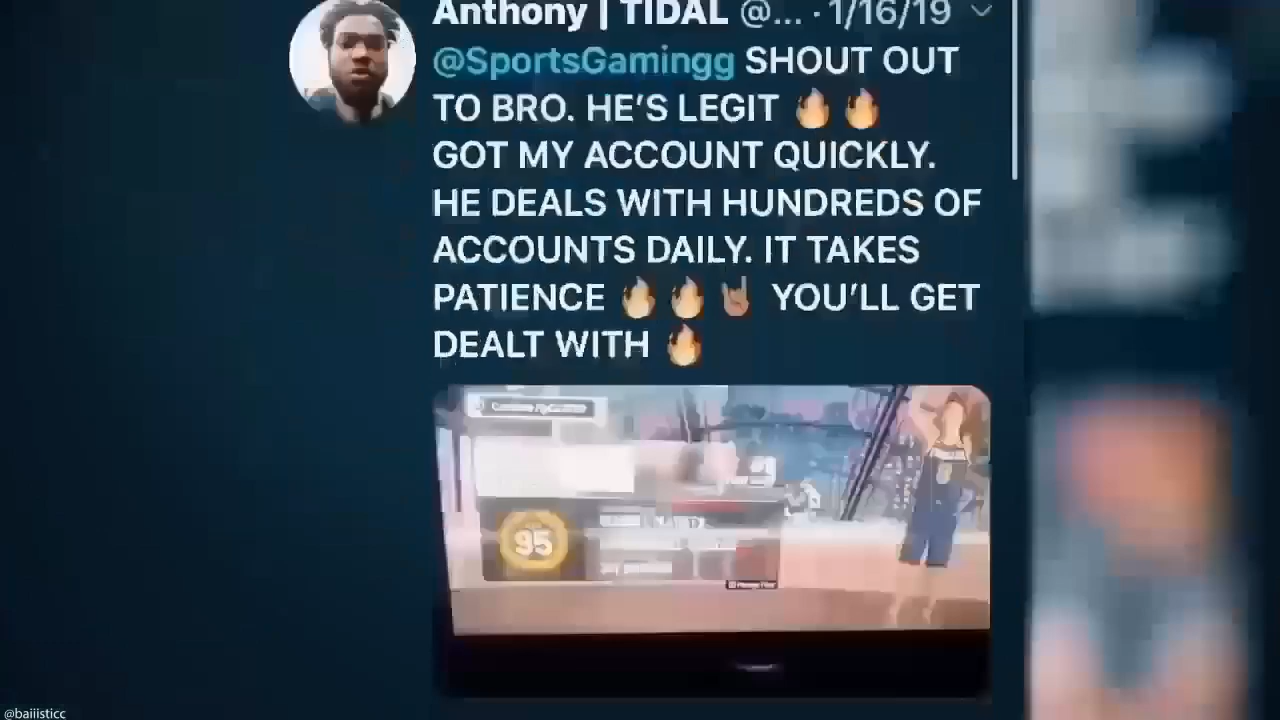 Anthony | TIDAL @... · 1/16/19
@SportsGamingg SHOUT OUT
TO BRO. HE'S LEGIT 🔥🔥
GOT MY ACCOUNT QUICKLY.
HE DEALS WITH HUNDREDS OF
ACCOUNTS DAILY. IT TAKES
PATIENCE 🔥🔥🤘🏽 YOU'LL GET
DEALT WITH 🔥
95
@baiiisticc